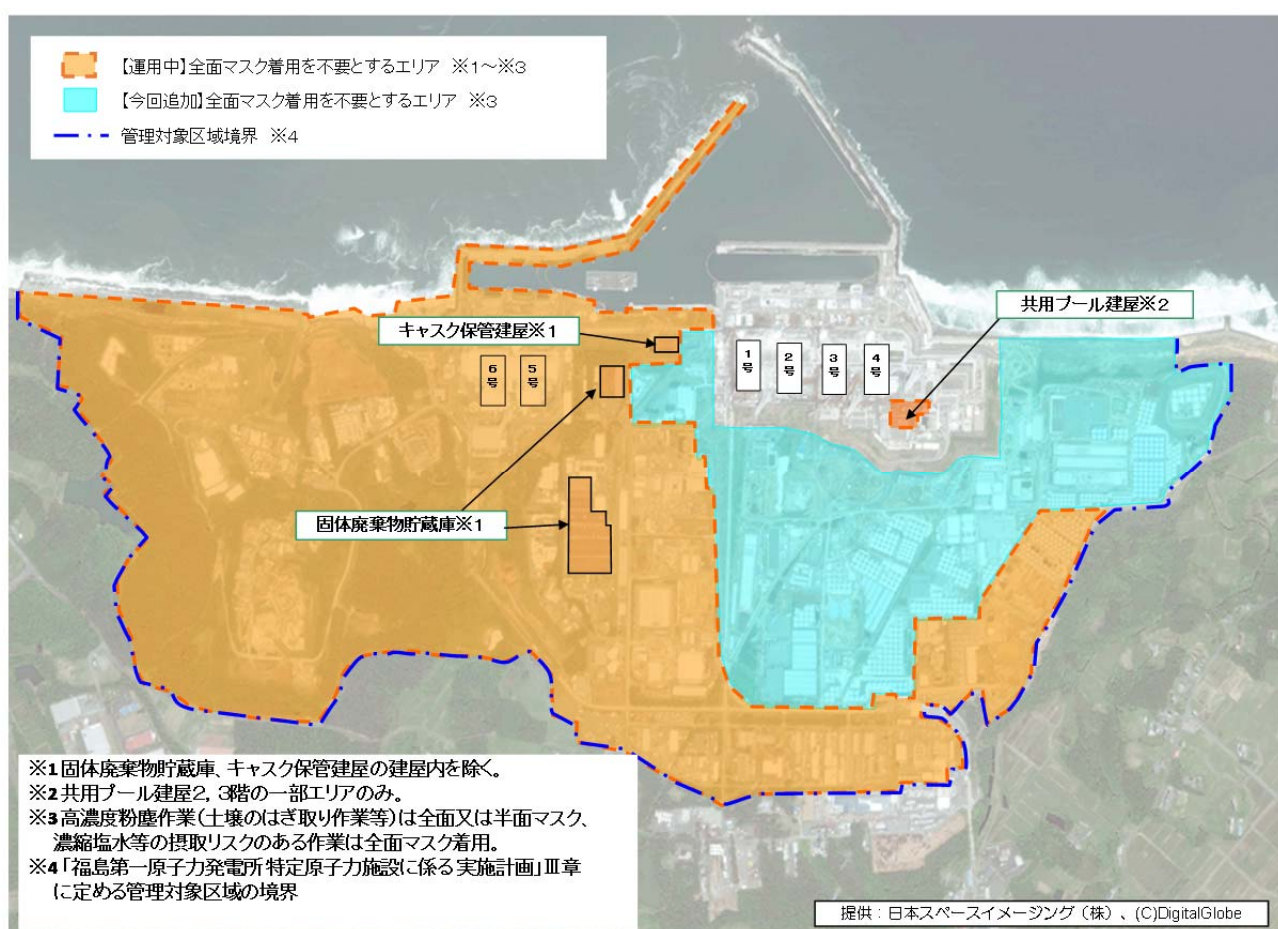 【運用中】全面マスク着用を不要とするエリア ※1～※3
【今回追加】全面マスク着用を不要とするエリア ※3
管理対象区域境界 ※4
共用プール建屋※2
キャスク保管建屋※1
6号
5号
1号
2号
3号
4号
固体廃棄物貯蔵庫※1
※1固体廃棄物貯蔵庫、キャスク保管建屋の建屋内を除く。
※2共用プール建屋2, 3階の一部エリアのみ。
※3高濃度粉塵作業(土壌のはぎ取り作業等)は全面又は半面マスク、
濃縮塩水等の摂取リスクのある作業は全面マスク着用。
※4「福島第一原子力発電所 特定原子力施設に係る実施計画」Ⅲ章
に定める管理対象区域の境界
提供：日本スペースイメージング（株）、(C)DigitalGlobe